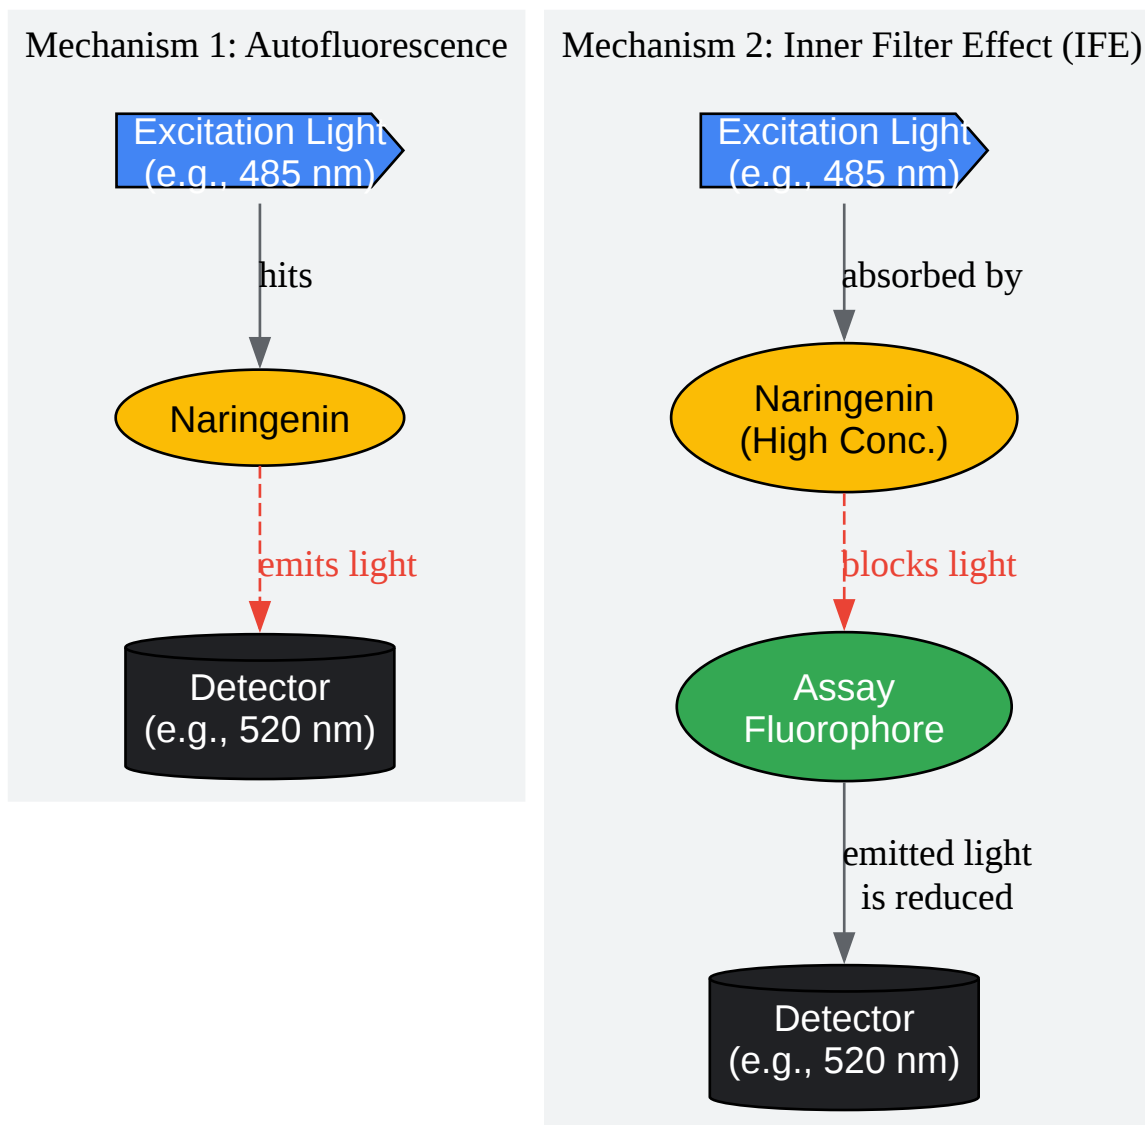 Mechanism 1: Autofluorescence
Excitation Light
(e.g., 485 nm)
hits
Naringenin
emits light
Detector
(e.g., 520 nm)
Mechanism 2: Inner Filter Effect (IFE)
Excitation Light
(e.g., 485 nm)
absorbed by
Naringenin
(High Conc.)
blocks light
Assay
Fluorophore
emitted light
is reduced
Detector
(e.g., 520 nm)